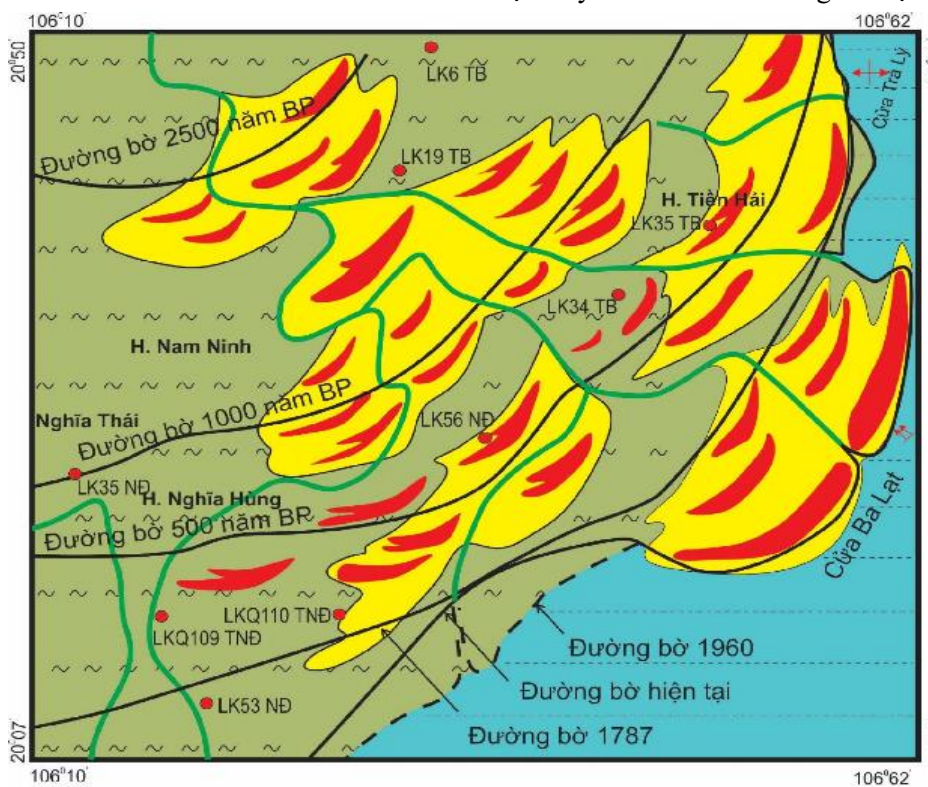 106°10'
106°62'
20°50'
LK6 TB
Cửa Trà Lý
Đường bờ 2500 năm BP
LK19 TB
H. Tiền Hải
LK35 TB
LK34 TB
H. Nam Ninh
Nghĩa Thái
Đường bờ 1000 năm BP
LK56 NĐ
LK35 NĐ
H. Nghĩa Hưng
Đường bờ 500 năm BP
Cửa Ba Lạt
LKQ110 TNĐ
LKQ109 TNĐ
Đường bờ 1960
Đường bờ hiện tại
LK53 NĐ
Đường bờ 1787
20°07'
106°10'
106°62'